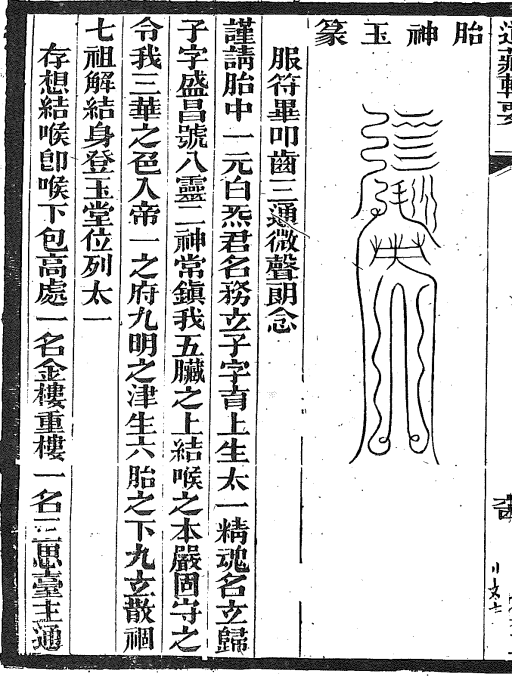 道藏輯要
胎神玉篆
服符畢叩齒三通微聲朗念
謹請胎中一元白炁君名務玄子字育上生太一精魂名玄歸
子字盛昌號八靈二神常鎮我五臟之上結喉之本嚴固守之
令我三華之色入帝一之府九明之津生六胎之下九玄散禍
七祖解結身登玉堂位列太一
存想結喉卽喉下包高處一名金樓重樓一名三思臺主通